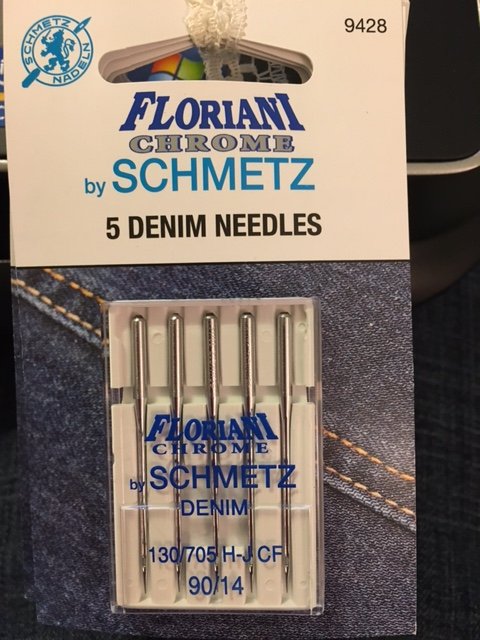 SCHMETZ
NADELN
9428
FLORIANI
CHROME
by SCHMETZ
5 DENIM NEEDLES
FLORIANI
CHROME
by SCHMETZ
DENIM
130/705 H-J CF
90/14